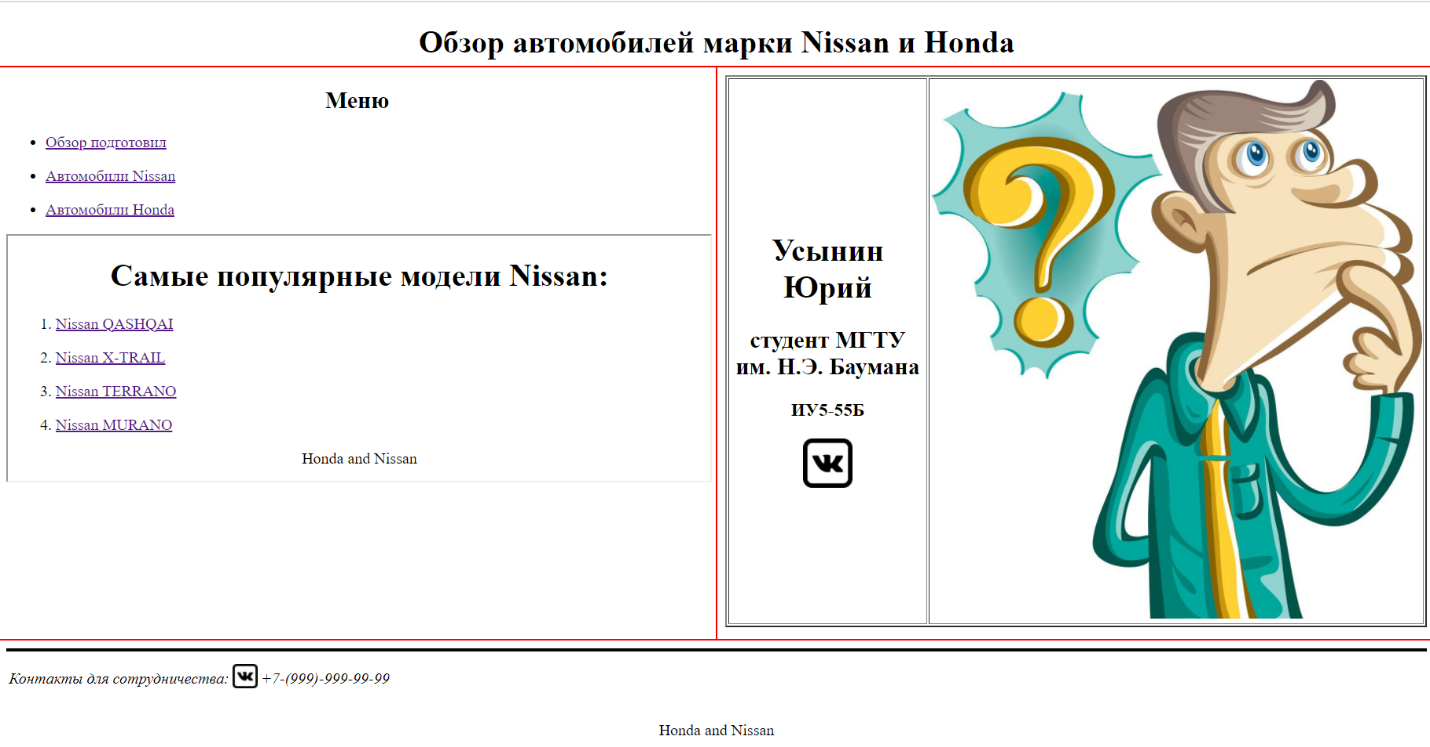 Обзор автомобилей марки Nissan и Honda
Меню
Обзор подготовил
Автомобили Nissan
Автомобили Honda
Самые популярные модели Nissan:
1. Nissan QASHQAI
2. Nissan X-TRAIL
3. Nissan TERRANO
4. Nissan MURANO
Honda and Nissan
Усынин
Юрий
студент МГТУ
им. Н.Э. Баумана
ИУ5-55Б
Контакты для сотрудничества: +7-(999)-999-99-99
Honda and Nissan